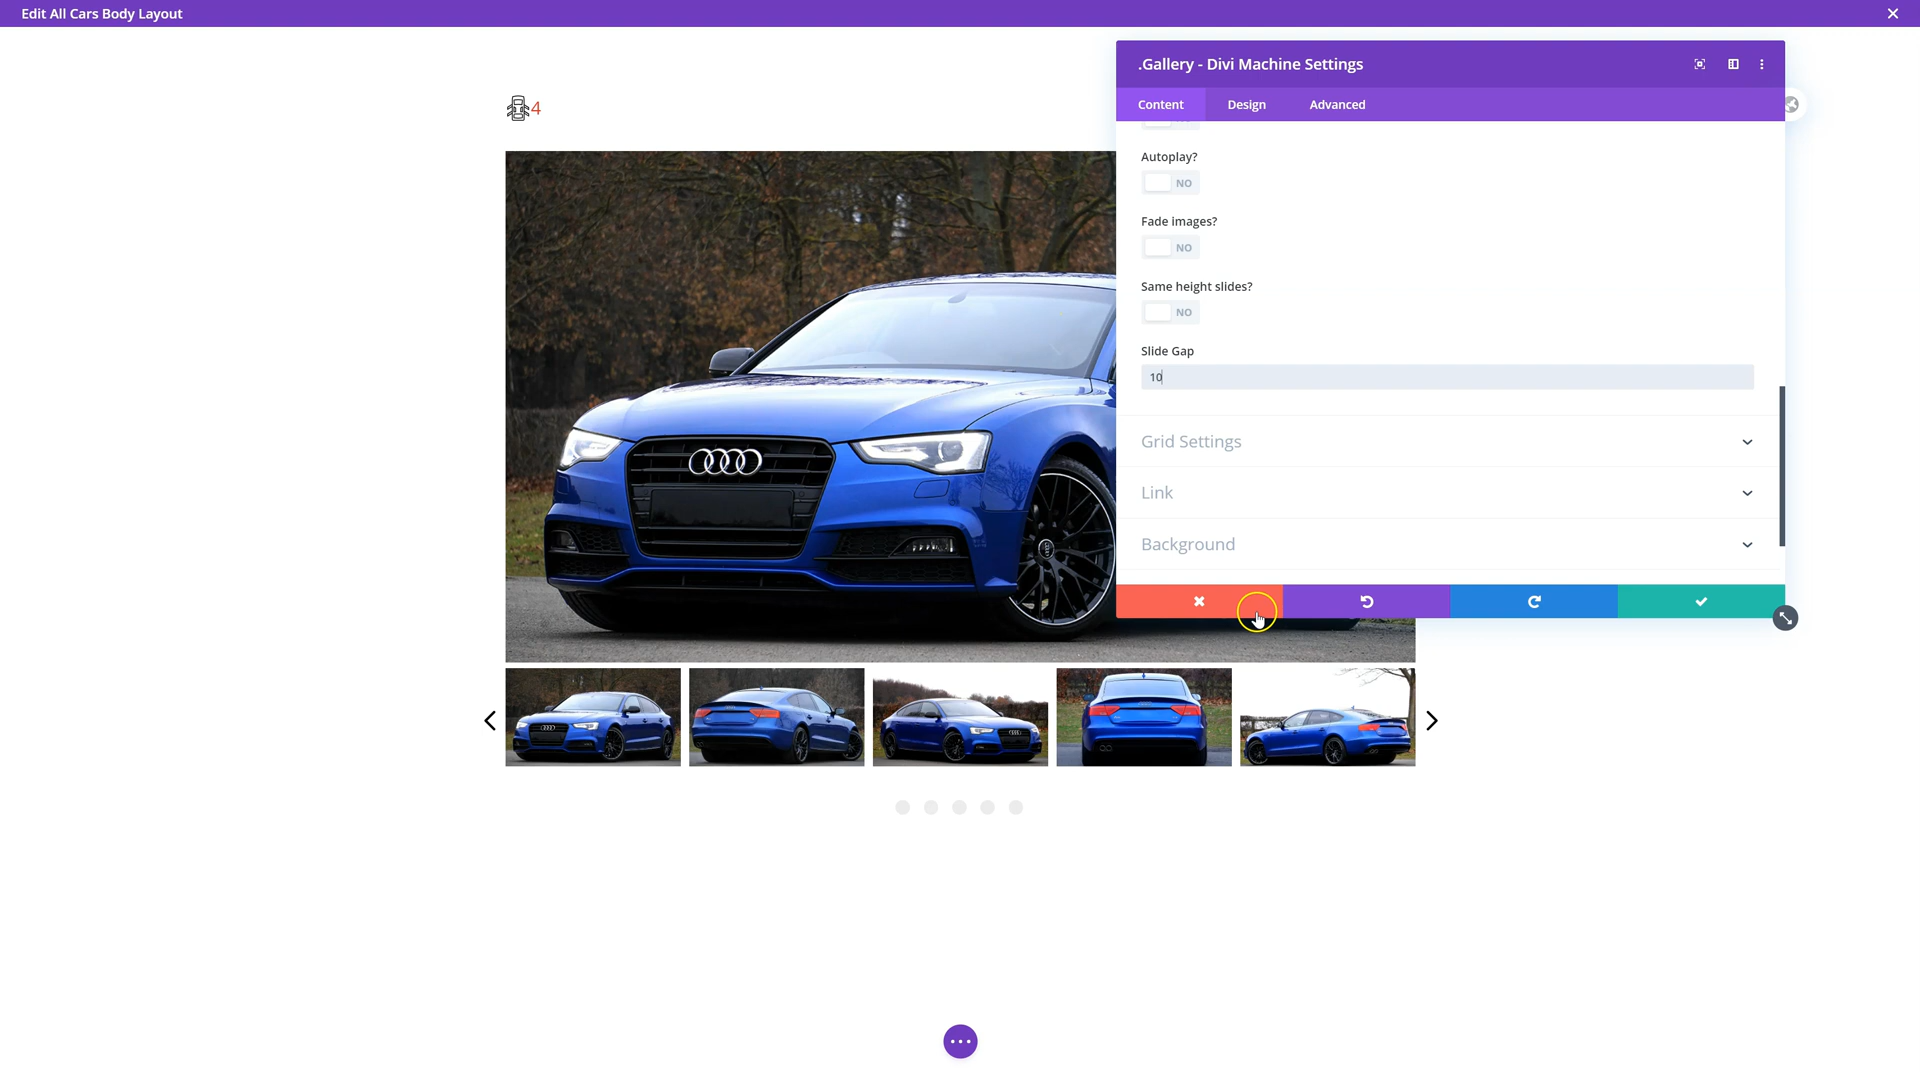 Edit All Cars Body Layout
4
.Gallery - Divi Machine Settings
Content
Design
Advanced
Autoplay?
NO
Fade images?
NO
Same height slides?
NO
Slide Gap
10
Grid Settings
Link
Background